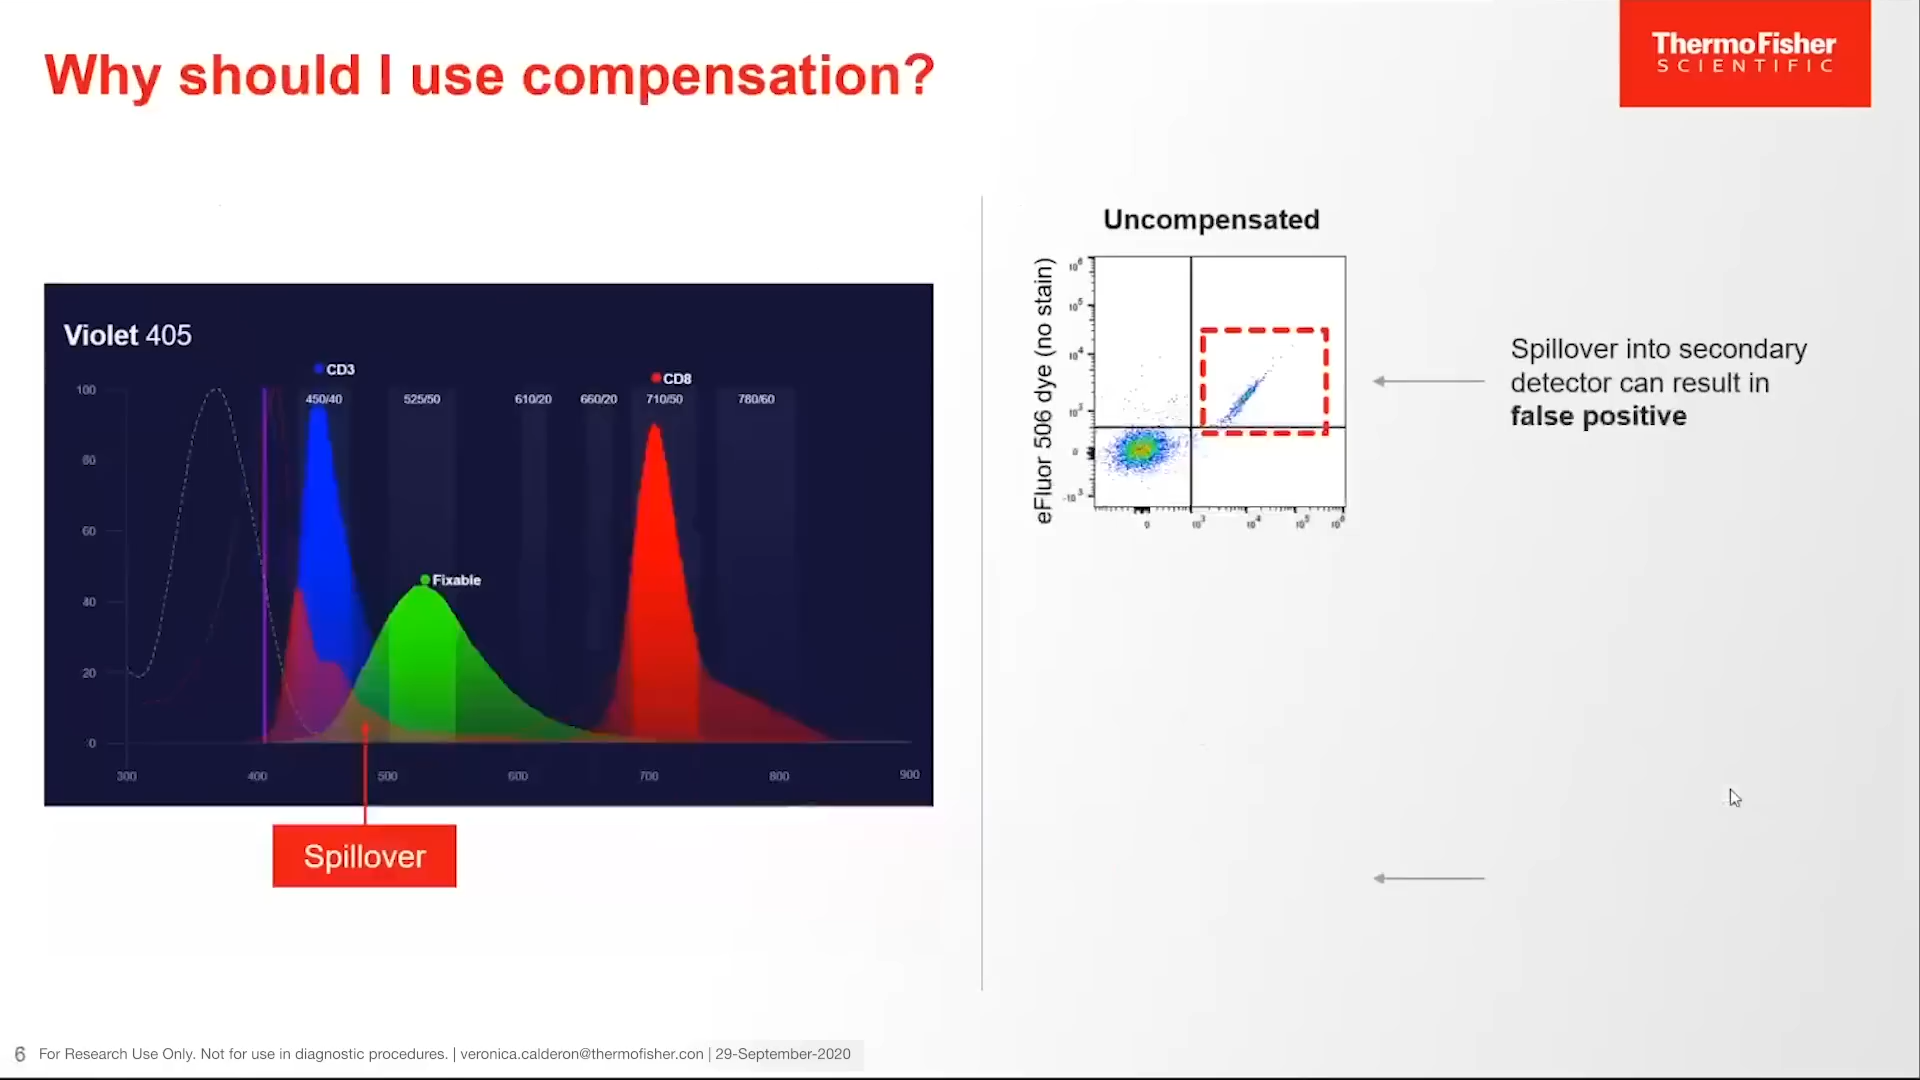 Why should I use compensation?
ThermoFisher
SCIENTIFIC
Violet 405
CD3
CD8
450/40
525/50
610/20
660/20
710/50
780/60
Fixable
100
80
60
40
20
0
300
400
500
600
700
800
900
Spillover
Uncompensated
eFluor 506 dye (no stain)
10⁶
10⁵
10⁴
10³
0
-10³
0
10³
10⁴
10⁵
10⁶
Spillover into secondary
detector can result in
false positive
6 For Research Use Only. Not for use in diagnostic procedures. | veronica.calderon@thermofisher.con | 29-September-2020